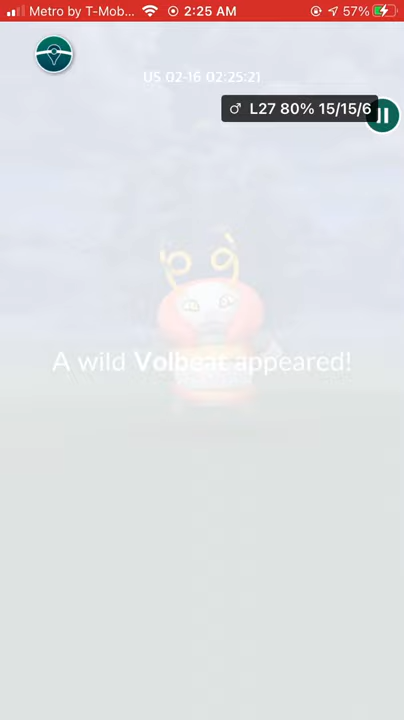 Metro by T-Mob... 2:25 AM 57%
US 02-16 02:25:21
♂ L27 80% 15/15/6
A wild Volbeat appeared!